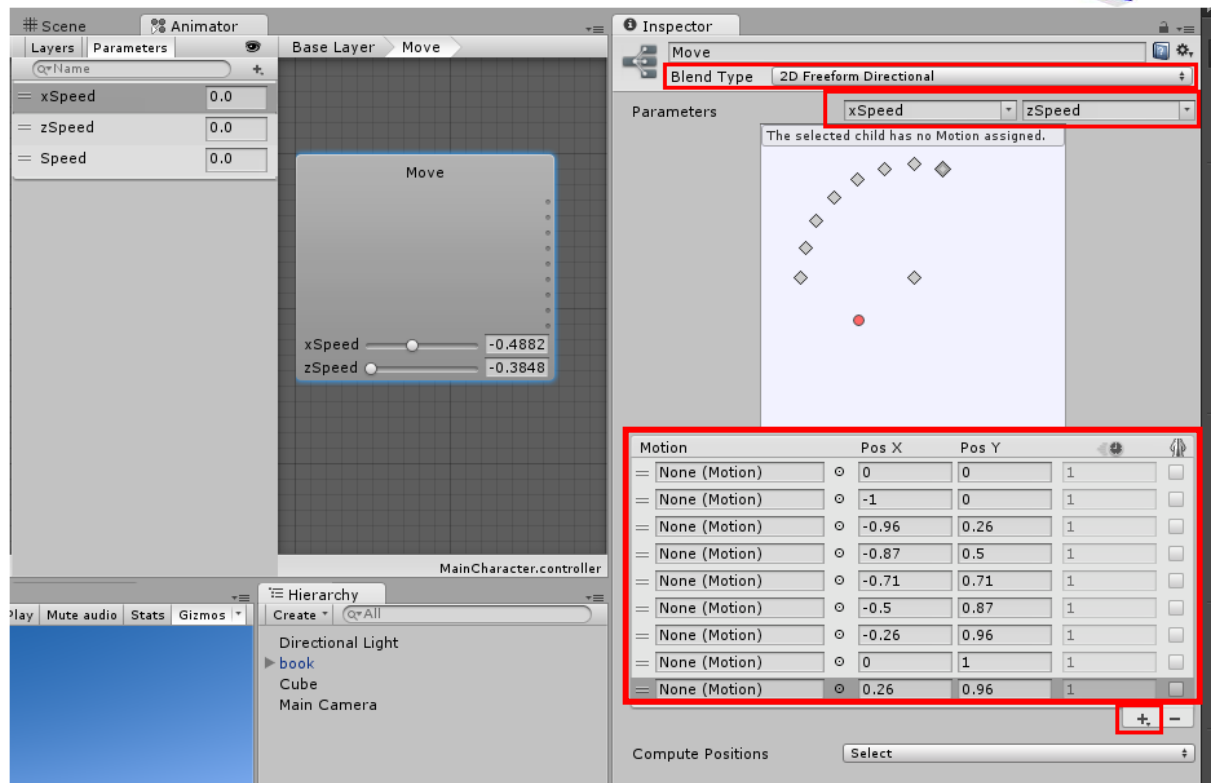 Scene
Animator
Layers
Parameters
Name
xSpeed 0.0
zSpeed 0.0
Speed 0.0
Base Layer
Move
Move
xSpeed -0.4882
zSpeed -0.3848
MainCharacter.controller
Play Mute audio Stats Gizmos
Hierarchy
Create
All
Directional Light
book
Cube
Main Camera
Inspector
Move
Blend Type 2D Freeform Directional
Parameters xSpeed zSpeed
The selected child has no Motion assigned.
Motion Pos X Pos Y
None (Motion) 0 0 1
None (Motion) -1 0 1
None (Motion) -0.96 0.26 1
None (Motion) -0.87 0.5 1
None (Motion) -0.71 0.71 1
None (Motion) -0.5 0.87 1
None (Motion) -0.26 0.96 1
None (Motion) 0 1 1
None (Motion) 0.26 0.96 1
Compute Positions Select